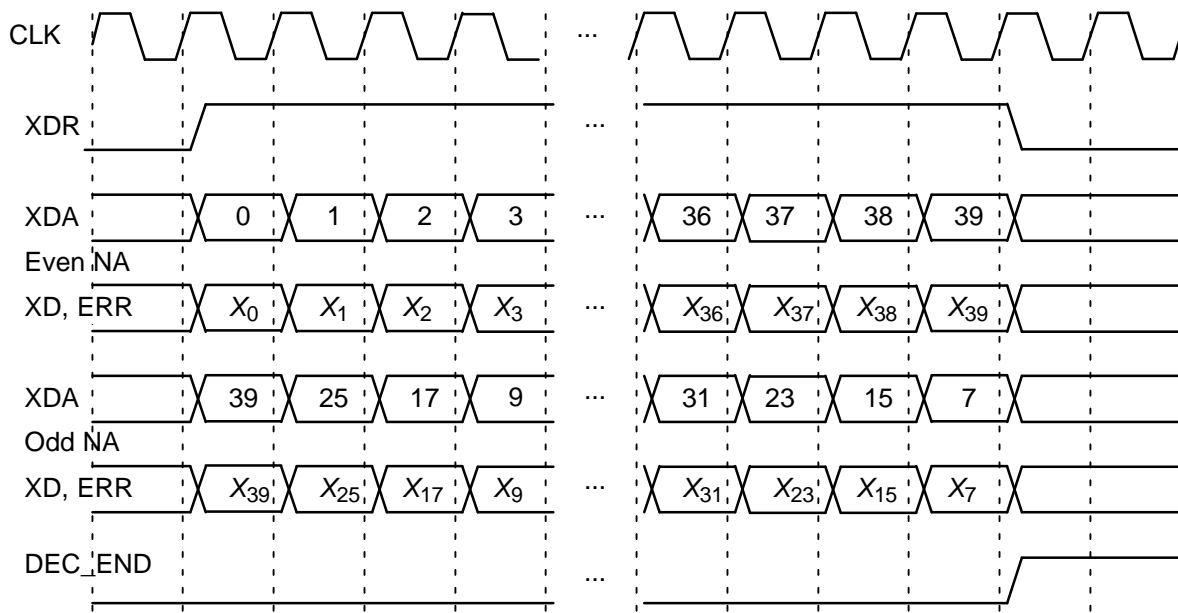 CLK ...
XDR ...
XDA 0 1 2 3 ... 36 37 38 39
Even NA
XD, ERR X0 X1 X2 X3 ... X36 X37 X38 X39
XDA 39 25 17 9 ... 31 23 15 7
Odd NA
XD, ERR X39 X25 X17 X9 ... X31 X23 X15 X7
DEC_END ...